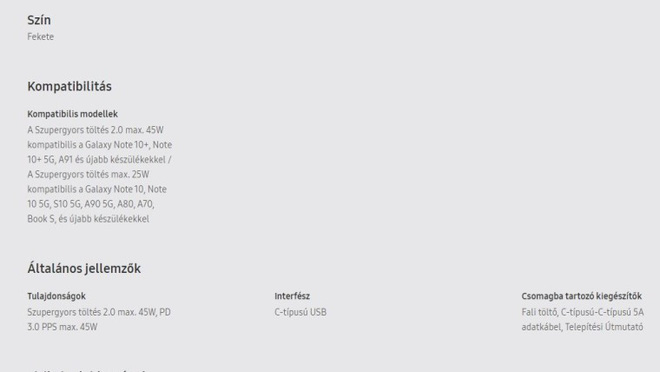 Szín
Fekete
Kompatibilitás
Kompatibilis modellek
A Szupergyors töltés 2.0 max. 45W
kompatibilis a Galaxy Note 10+, Note
10+ 5G, A91 és újabb készülékekkel /
A Szupergyors töltés max. 25W
kompatibilis a Galaxy Note 10, Note
10 5G, S10 5G, A90 5G, A80, A70,
Book S, és újabb készülékekkel
Általános jellemzők
Tulajdonságok
Szupergyors töltés 2.0 max. 45W, PD
3.0 PPS max. 45W
Interfész
C-típusú USB
Csomagba tartozó kiegészítők
Fali töltő, C-típusú-C-típusú 5A
adatkábel, Telepítési Útmutató